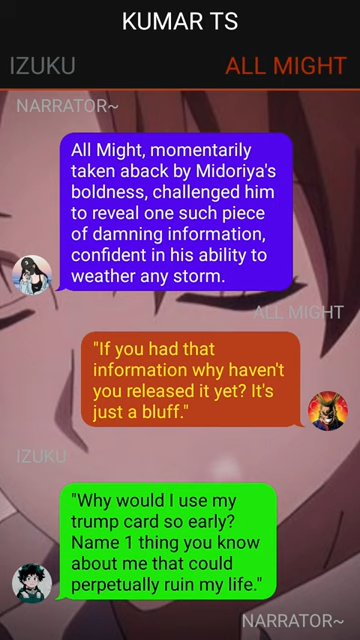 KUMAR TS
IZUKU ALL MIGHT
NARRATOR~
All Might, momentarily
taken aback by Midoriya's
boldness, challenged him
to reveal one such piece
of damning information,
confident in his ability to
weather any storm.
ALL MIGHT
"If you had that
information why haven't
you released it yet? It's
just a bluff."
IZUKU
"Why would I use my
trump card so early?
Name 1 thing you know
about me that could
perpetually ruin my life."
NARRATOR~